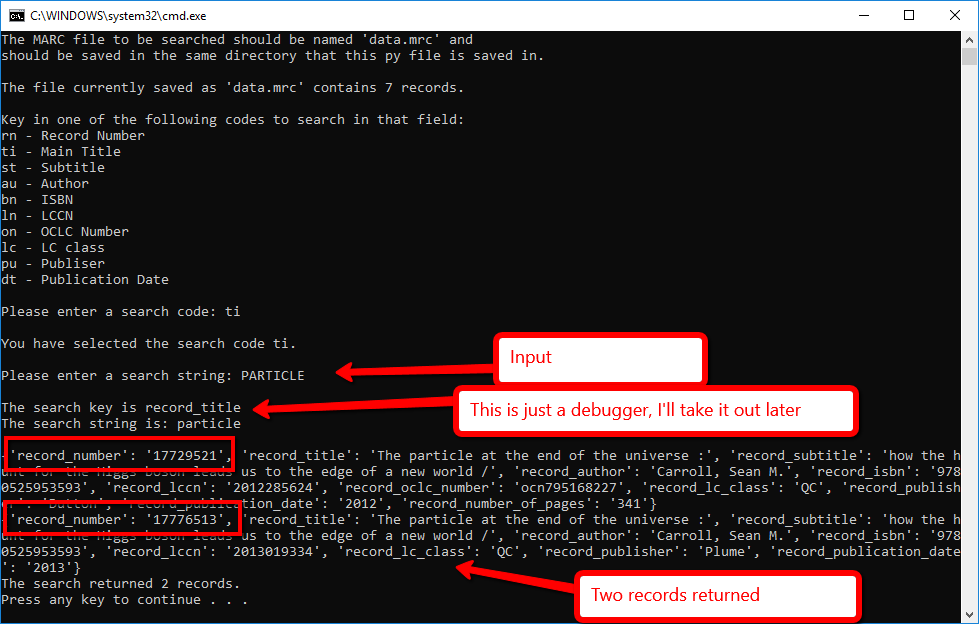 C:\WINDOWS\system32\cmd.exe
The MARC file to be searched should be named 'data.mrc' and
should be saved in the same directory that this py file is saved in.
The file currently saved as 'data.mrc' contains 7 records.
Key in one of the following codes to search in that field:
rn - Record Number
ti - Main Title
st - Subtitle
au - Author
bn - ISBN
ln - LCCN
on - OCLC Number
lc - LC class
pu - Publiser
dt - Publication Date
Please enter a search code: ti
You have selected the search code ti.
Input
Please enter a search string: PARTICLE
This is just a debugger, I'll take it out later
The search key is record_title
The search string is: particle
'record_number': '17729521', 'record_title': 'The particle at the end of the universe :', 'record_subtitle': 'how the h
unt for the Higgs boson leads us to the edge of a new world /', 'record_author': 'Carroll, Sean M.', 'record_isbn': '978
0525953593', 'record_lccn': '2012285624', 'record_oclc_number': 'ocn795168227', 'record_lc_class': 'QC', 'record_publish
er': 'Dutton', 'record_publication_date': '2012', 'record_number_of_pages': '341'}
'record_number': '17776513', 'record_title': 'The particle at the end of the universe :', 'record_subtitle': 'how the h
unt for the Higgs boson leads us to the edge of a new world /', 'record_author': 'Carroll, Sean M.', 'record_isbn': '978
0525953593', 'record_lccn': '2013019334', 'record_lc_class': 'QC', 'record_publisher': 'Plume', 'record_publication_date
': '2013'}
The search returned 2 records.
Two records returned
Press any key to continue . . .